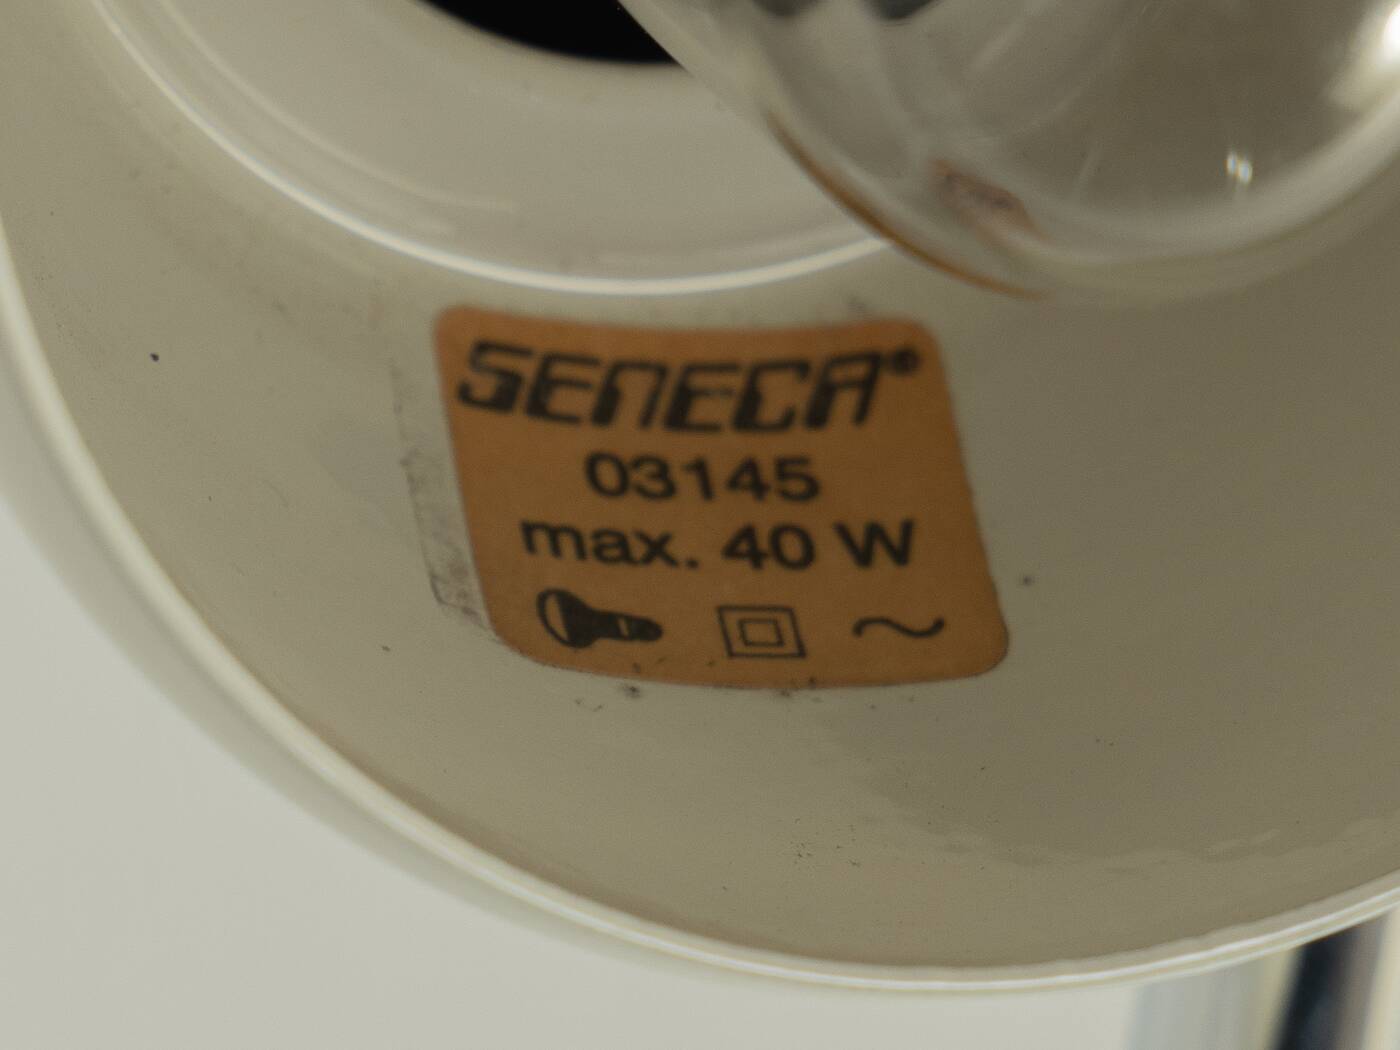 SENECA®
03145
max. 40 W
~